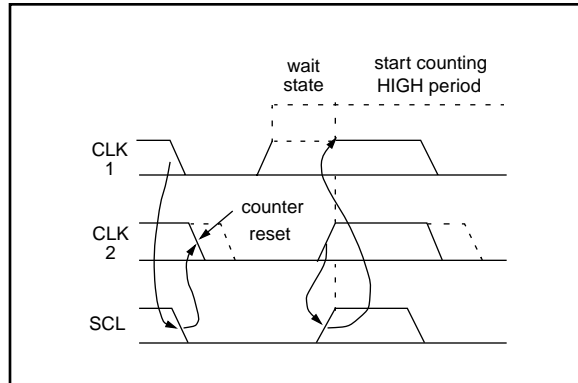 wait
state
start counting
HIGH period
CLK
1
counter
reset
CLK
2
SCL